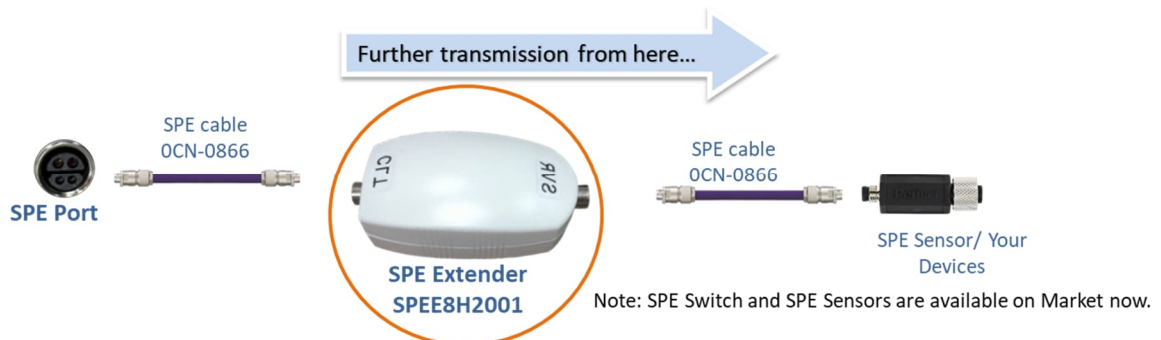 Further transmission from here...
SPE cable
0CN-0866
SPE Port
CLT
SVR
SPE Extender
SPEE8H2001
SPE cable
0CN-0866
SPE Sensor/ Your
Devices
Note: SPE Switch and SPE Sensors are available on Market now.